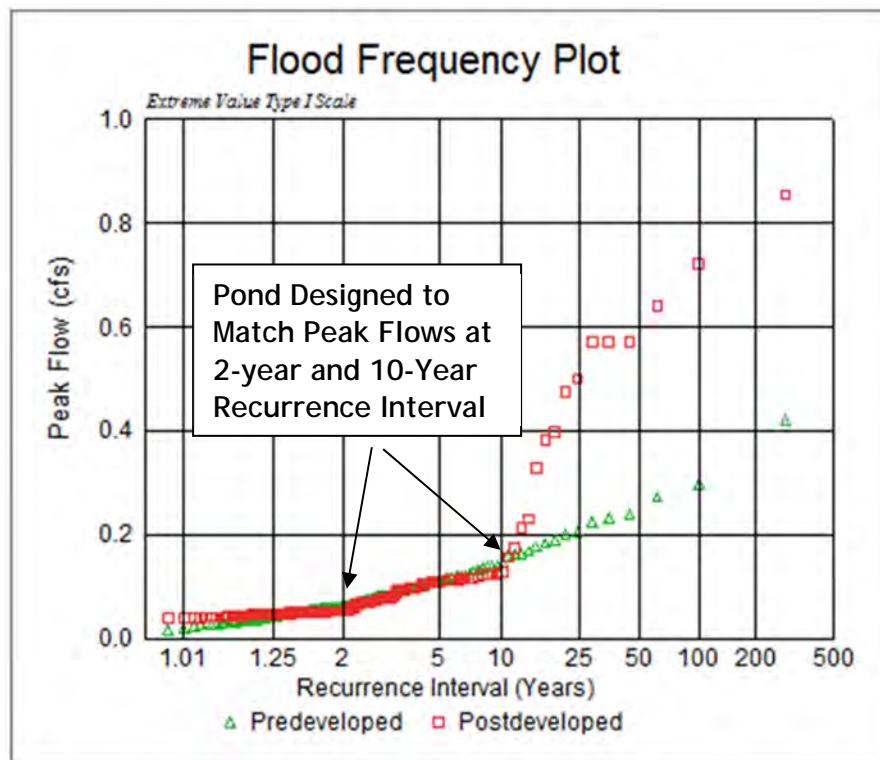 Flood Frequency Plot
Extreme Value Type I Scale
1.0
0.8
0.6
0.4
0.2
0.0
Peak Flow (cfs)
Pond Designed to
Match Peak Flows at
2-year and 10-Year
Recurrence Interval
1.01 1.25 2 5 10 25 50 100 200 500
Recurrence Interval (Years)
Predeveloped Postdeveloped